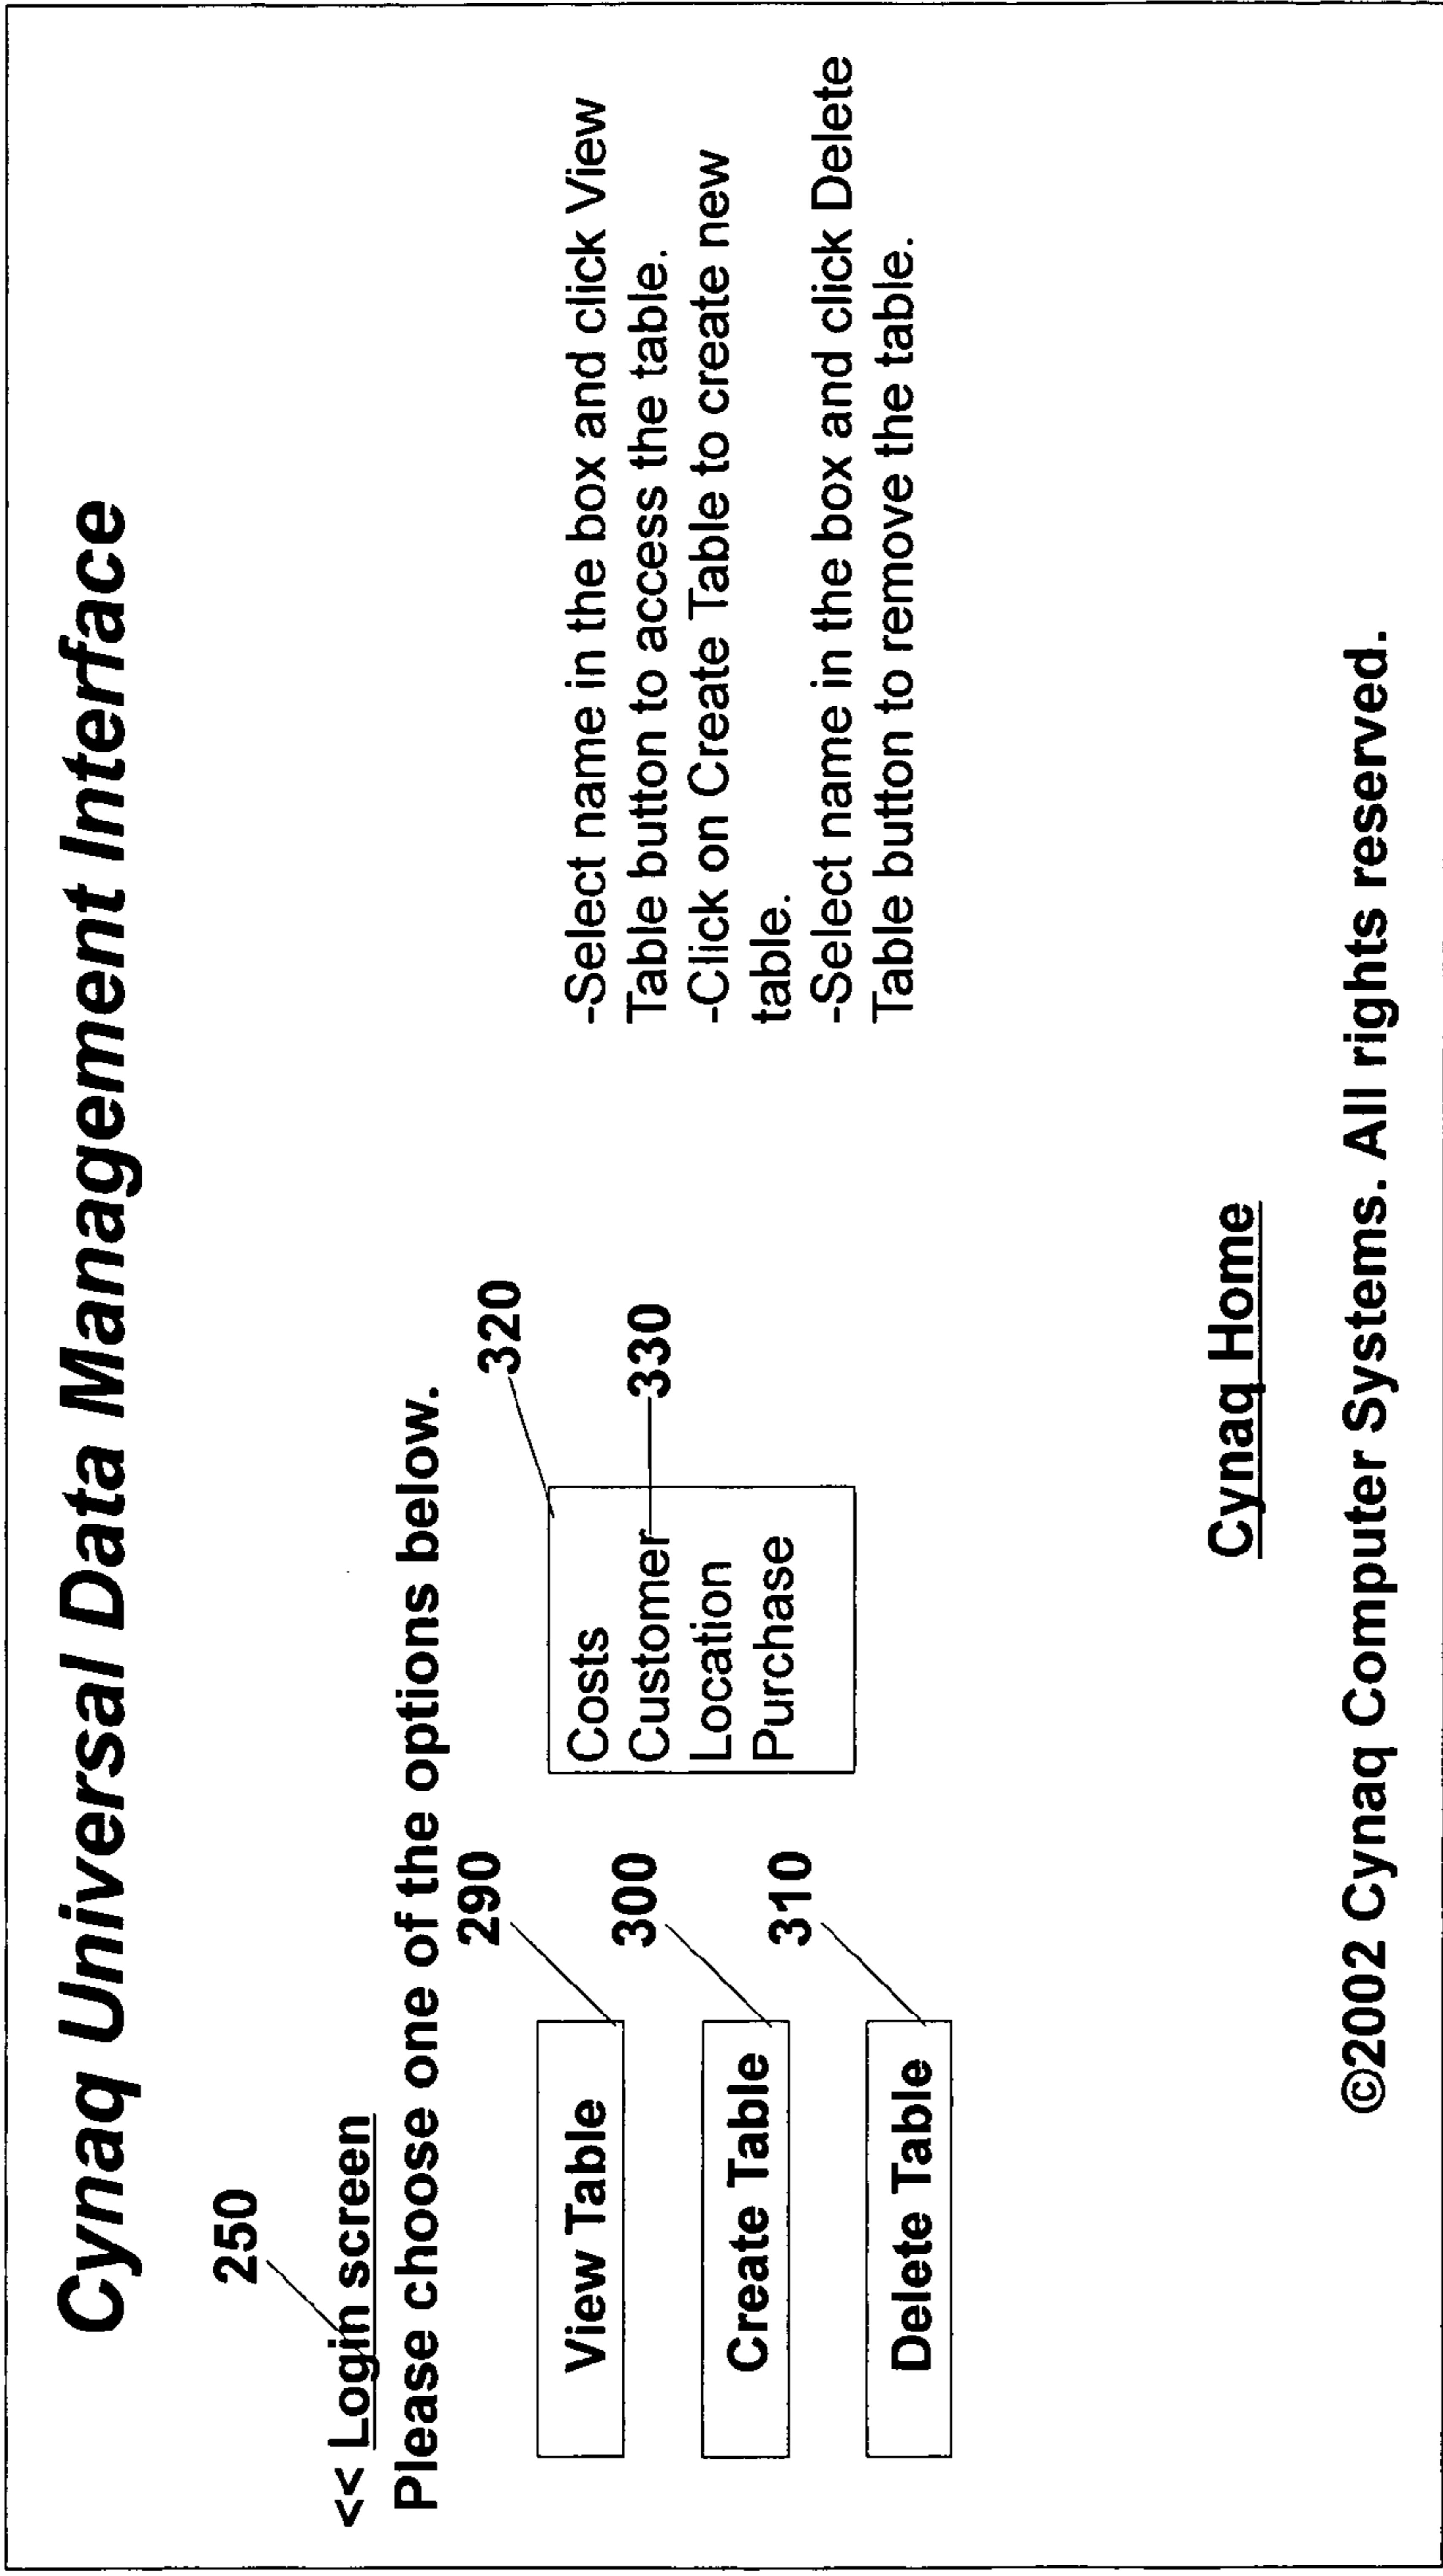 Cynaq Universal Data Management Interface
250
<< Login screen
Please choose one of the options below.
290
View Table
300
Create Table
310
Delete Table
320
Costs
Customer
330
Location
Purchase
-Select name in the box and click View
Table button to access the table.
-Click on Create Table to create new
table.
-Select name in the box and click Delete
Table button to remove the table.
Cynaq Home
©2002 Cynaq Computer Systems. All rights reserved.